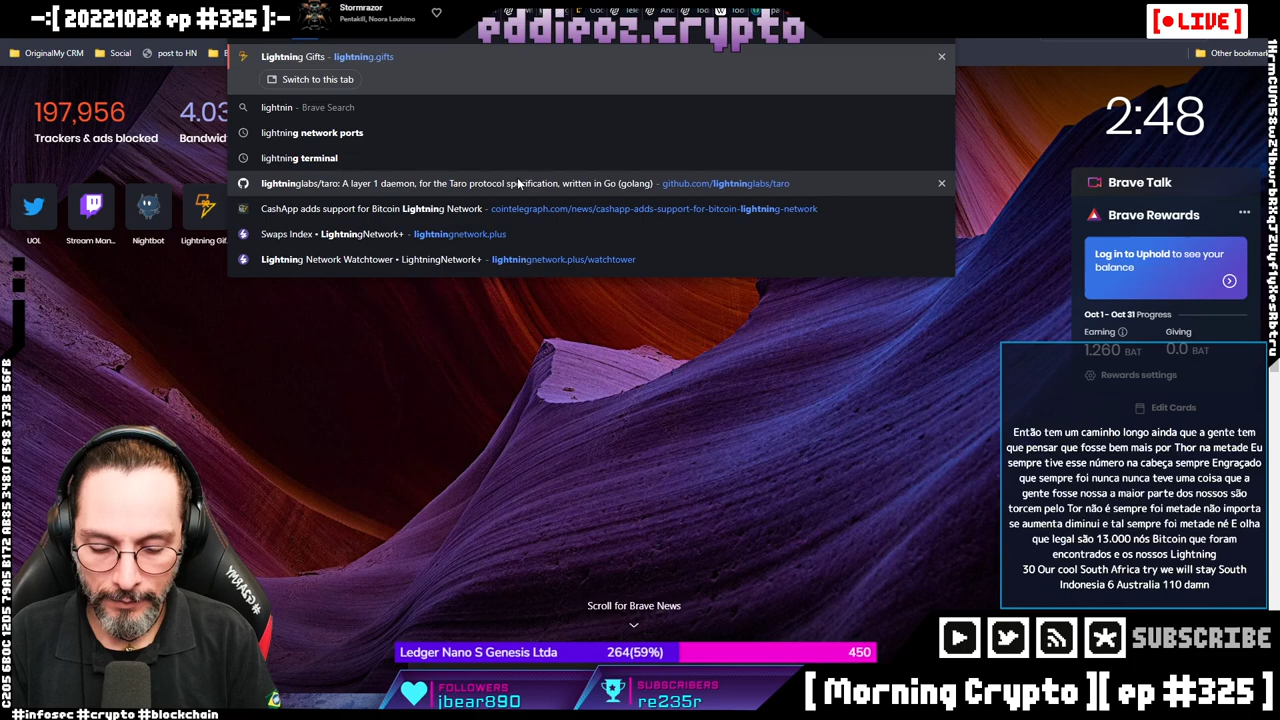 -:[ 20221028 ep #325 ]:-
Stormrazor
Pentakill, Noora Louhimo
eddieoz.crypto
[● LIVE]
OriginalMy CRM
Social
post to HN
Other bookmar
Lightning Gifts - lightning.gifts
Switch to this tab
lightnin - Brave Search
lightning network ports
lightning terminal
lightninglabs/taro: A layer 1 daemon, for the Taro protocol specification, written in Go (golang) - github.com/lightninglabs/taro
CashApp adds support for Bitcoin Lightning Network - cointelegraph.com/news/cashapp-adds-support-for-bitcoin-lightning-network
Swaps Index • LightningNetwork+ - lightningnetwork.plus
Lightning Network Watchtower • LightningNetwork+ - lightningnetwork.plus/watchtower
197,956
Trackers & ads blocked
4.03
Bandwid
UOL
Stream Man...
Nightbot
Lightning Gif...
2:48
Brave Talk
Brave Rewards
Log in to Uphold to see your
balance
Oct 1 - Oct 31 Progress
Earning
Giving
1.260 BAT
0.0 BAT
Rewards settings
Edit Cards
Então tem um caminho longo ainda que a gente tem
que pensar que fosse bem mais por Thor na metade Eu
sempre tive esse número na cabeça sempre Engraçado
que sempre foi nunca nunca teve uma coisa que a
gente fosse nossa a maior parte dos nossos são
torcem pelo Tor não é sempre foi metade não importa
se aumenta diminui e tal sempre foi metade né E olha
que legal são 13.000 nós Bitcoin que foram
encontrados e os nossos Lightning
30 Our cool South Africa try we will stay South
Indonesia 6 Australia 110 damn
Scroll for Brave News
Ledger Nano S Genesis Ltda
264(59%)
450
FOLLOWERS
jbear890
SUBSCRIBERS
re235r
SUBSCRIBE
[ Morning Crypto ][ ep #325 ]
#infosec #crypto #blockchain